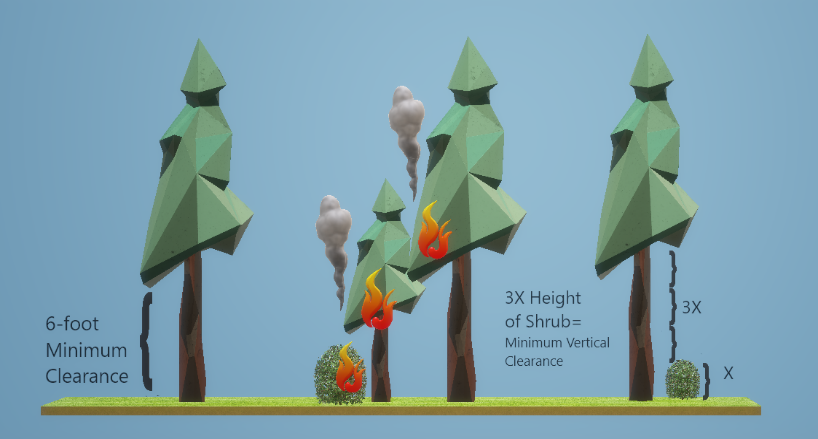 6-foot
Minimum
Clearance
3X Height
of Shrub=
Minimum Vertical
Clearance
3X
X